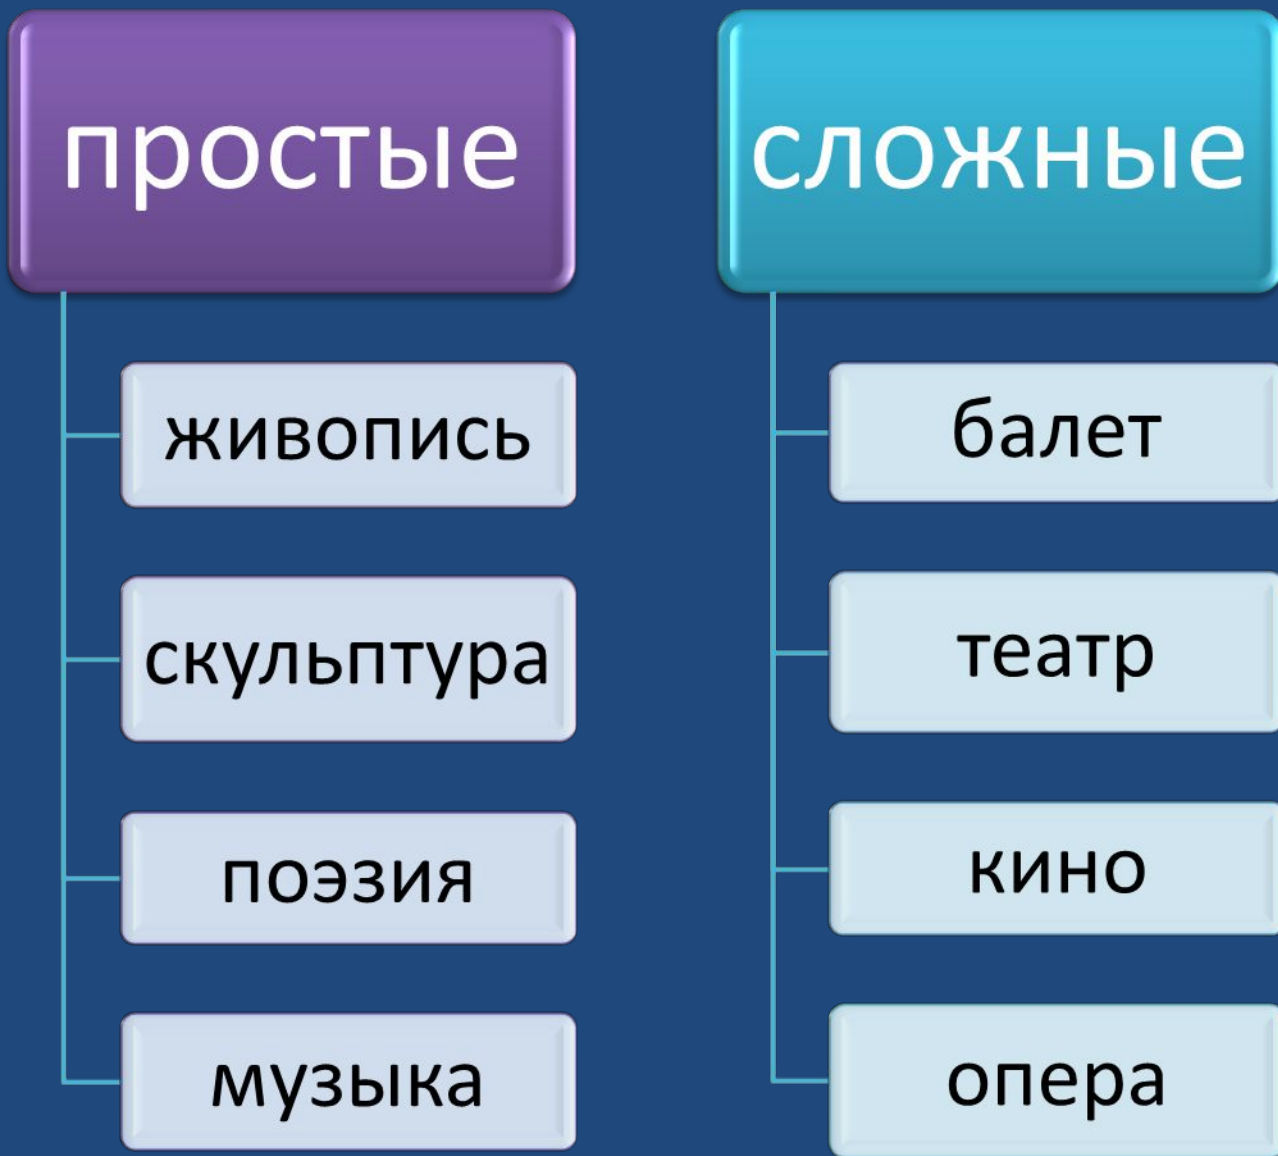 простые
живопись
скульптура
поэзия
музыка
сложные
балет
театр
кино
опера